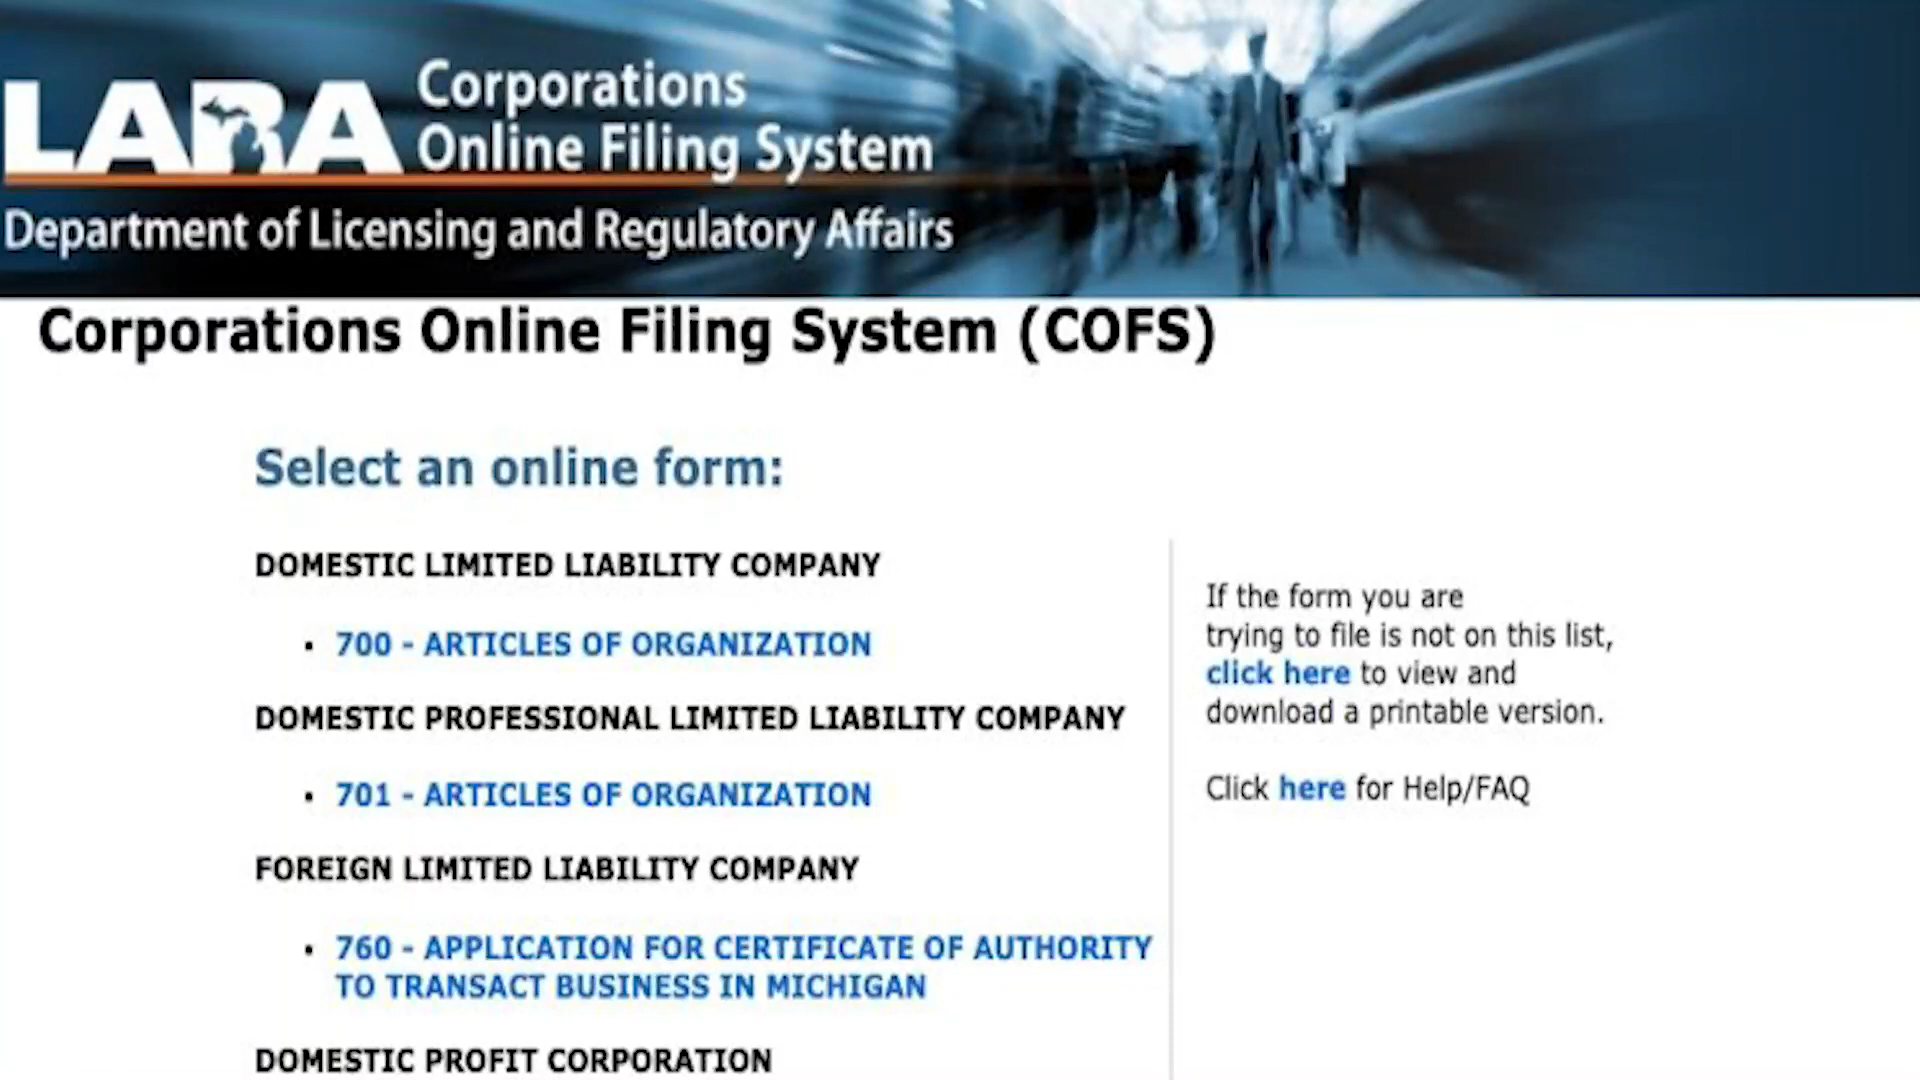 LARA
Corporations
Online Filing System
Department of Licensing and Regulatory Affairs
Corporations Online Filing System (COFS)
Select an online form:
DOMESTIC LIMITED LIABILITY COMPANY
700 - ARTICLES OF ORGANIZATION
DOMESTIC PROFESSIONAL LIMITED LIABILITY COMPANY
701 - ARTICLES OF ORGANIZATION
FOREIGN LIMITED LIABILITY COMPANY
760 - APPLICATION FOR CERTIFICATE OF AUTHORITY
TO TRANSACT BUSINESS IN MICHIGAN
DOMESTIC PROFIT CORPORATION
If the form you are
trying to file is not on this list,
click here to view and
download a printable version.
Click here for Help/FAQ